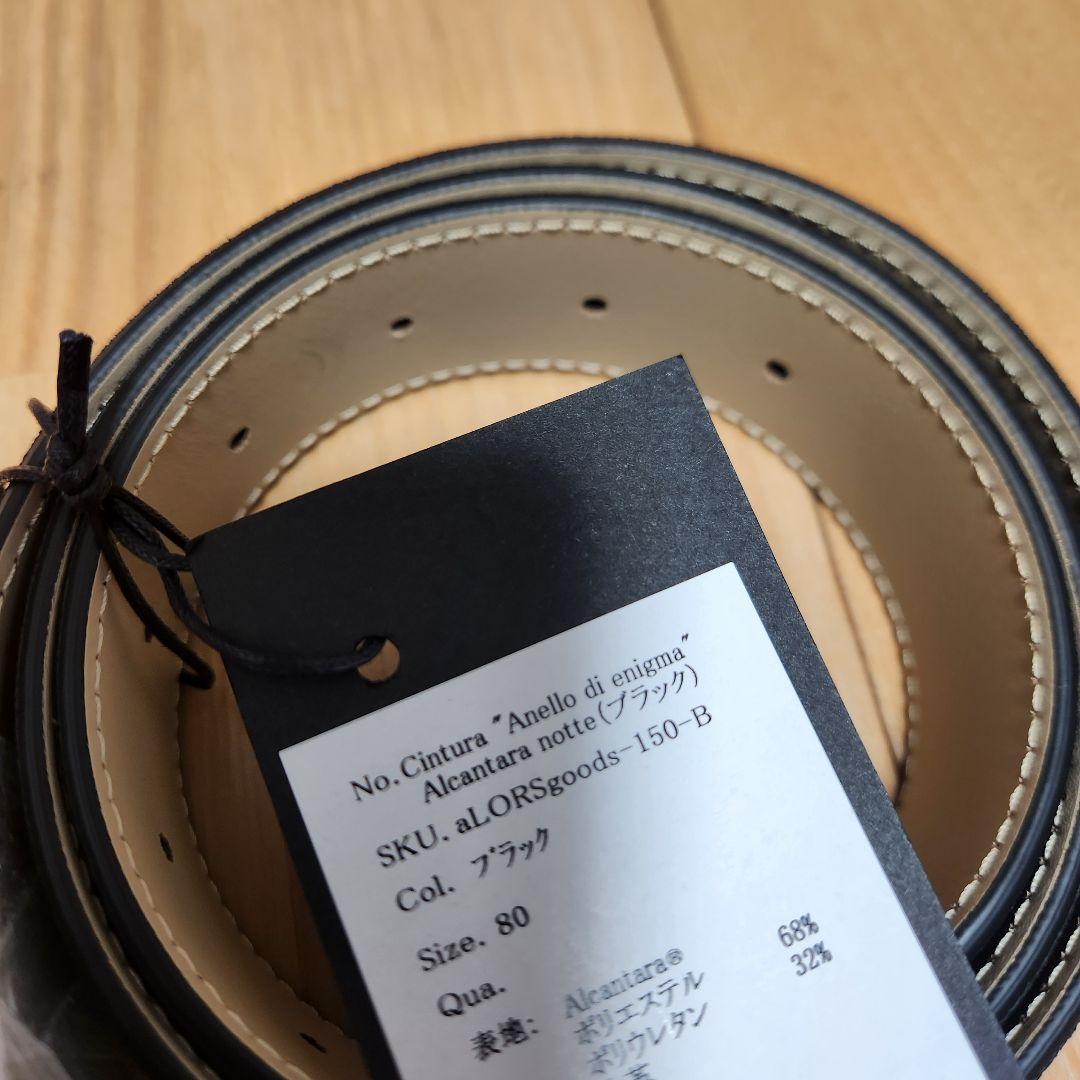 No.Cintura "Anello di enigma"
Alcantara notte(ブラック)
SKU. aLORSgoods-150-B
Col. ブラック
Size. 80
Qua.
表地: Alcantara®
ポリエステル 68%
ポリウレタン 32%